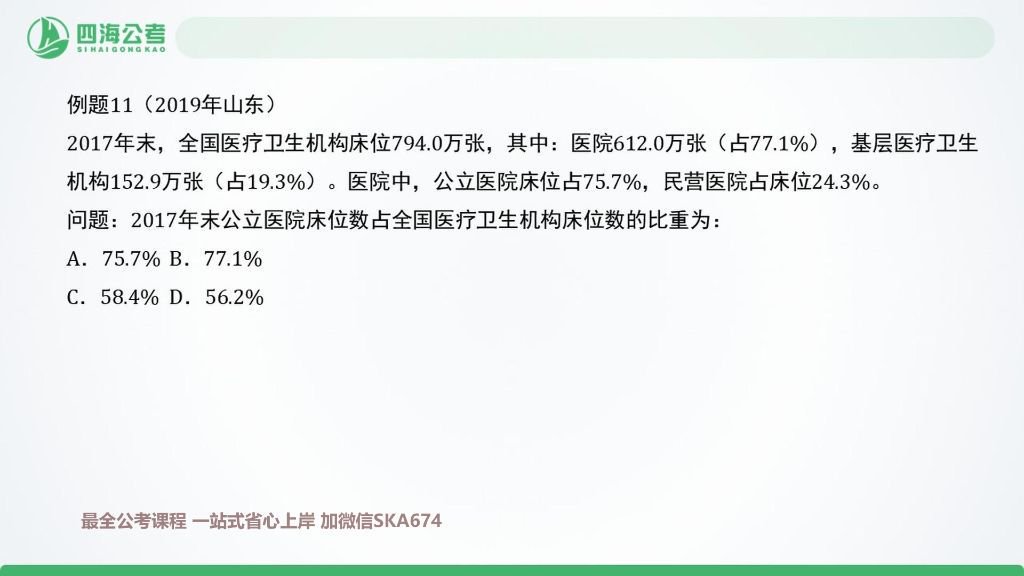 四海公考
SIHAIGONGKAO
例题11（2019年山东）
2017年末，全国医疗卫生机构床位794.0万张，其中：医院612.0万张（占77.1%），基层医疗卫生
机构152.9万张（占19.3%）。医院中，公立医院床位占75.7%，民营医院占床位24.3%。
问题：2017年末公立医院床位数占全国医疗卫生机构床位数的比重为：
A．75.7% B．77.1%
C．58.4% D．56.2%
最全公考课程 一站式省心上岸 加微信SKA674